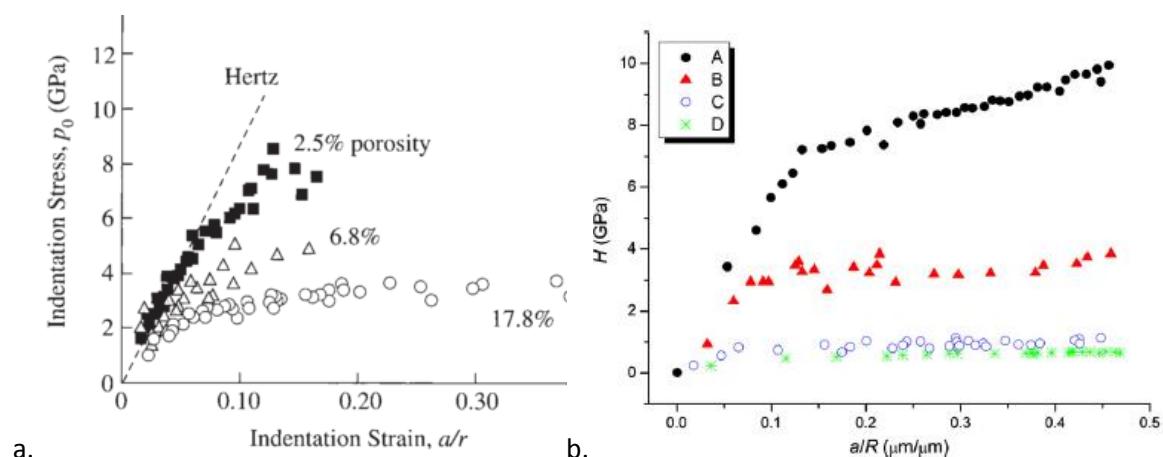 Indentation Stress, p₀ (GPa)
12
10
8
6
4
2
0
Hertz
2.5% porosity
6.8%
17.8%
0 0.10 0.20 0.30
Indentation Strain, a/r
a.
A
B
C
D
H (GPa)
10
8
6
4
2
0
0.0 0.1 0.2 0.3 0.4 0.5
a/R (μm/μm)
b.